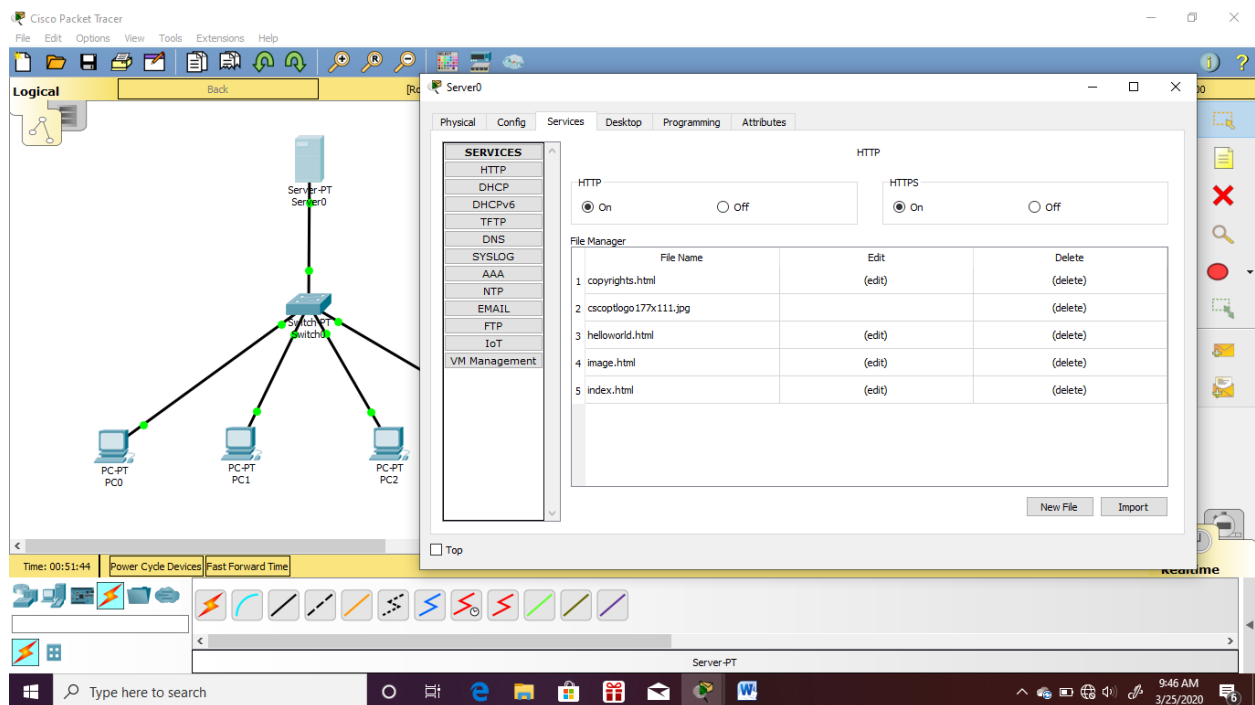 Cisco Packet Tracer
File Edit Options View Tools Extensions Help
Logical
Back
[Ro
Server0
Physical Config Services Desktop Programming Attributes
SERVICES
HTTP
DHCP
DHCPv6
TFTP
DNS
SYSLOG
AAA
NTP
EMAIL
FTP
IoT
VM Management
HTTP
HTTP
On Off
HTTPS
On Off
File Manager
File Name Edit Delete
1 copyrights.html (edit) (delete)
2 cscoptlogo177x111.jpg (delete)
3 helloworld.html (edit) (delete)
4 image.html (edit) (delete)
5 index.html (edit) (delete)
New File Import
Top
Server-PT
Server0
Switch-PT
Switch0
PC-PT
PC0
PC-PT
PC1
PC-PT
PC2
Time: 00:51:44 Power Cycle Devices Fast Forward Time
Realtime
Server-PT
Type here to search
9:46 AM
3/25/2020
6